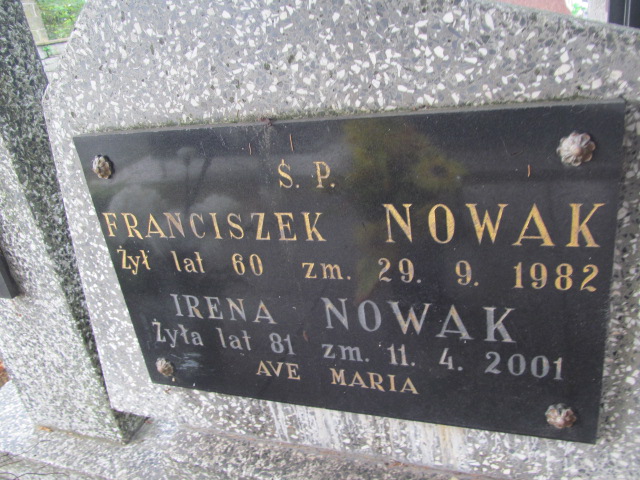 Ś. P.
FRANCISZEK NOWAK
Żył lat 60 zm. 29. 9. 1982
IRENA NOWAK
Żyła lat 81 zm. 11. 4. 2001
AVE MARIA